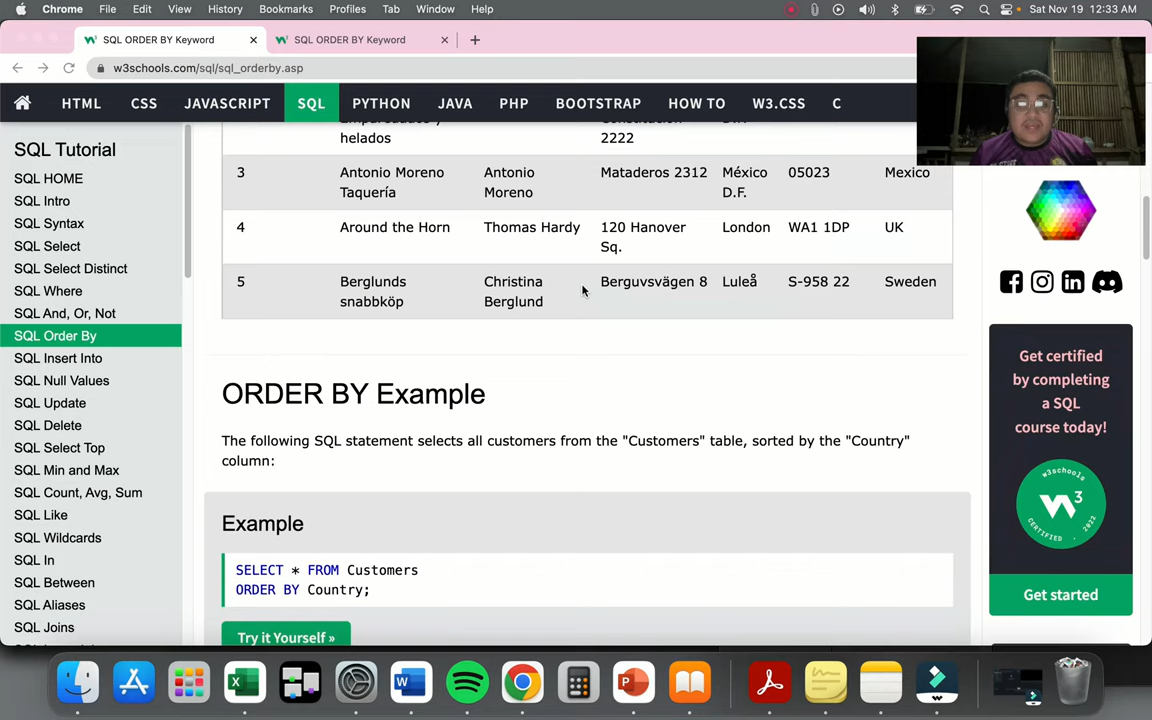 Chrome File Edit View History Bookmarks Profiles Tab Window Help Sat Nov 19 12:33 AM
SQL ORDER BY Keyword SQL ORDER BY Keyword
w3schools.com/sql/sql_orderby.asp
HTML CSS JAVASCRIPT SQL PYTHON JAVA PHP BOOTSTRAP HOW TO W3.CSS C
SQL Tutorial
SQL HOME
SQL Intro
SQL Syntax
SQL Select
SQL Select Distinct
SQL Where
SQL And, Or, Not
SQL Order By
SQL Insert Into
SQL Null Values
SQL Update
SQL Delete
SQL Select Top
SQL Min and Max
SQL Count, Avg, Sum
SQL Like
SQL Wildcards
SQL In
SQL Between
SQL Aliases
SQL Joins
helados 2222
3 Antonio Moreno Antonio Mataderos 2312 México 05023 Mexico
Taquería Moreno D.F.
4 Around the Horn Thomas Hardy 120 Hanover London WA1 1DP UK
Sq.
5 Berglunds Christina Berguvsvägen 8 Luleå S-958 22 Sweden
snabbköp Berglund
ORDER BY Example
The following SQL statement selects all customers from the "Customers" table, sorted by the "Country"
column:
Example
SELECT * FROM Customers
ORDER BY Country;
Try it Yourself »
Get certified
by completing
a SQL
course today!
w3schools
3
CERTIFIED . 2022
Get started